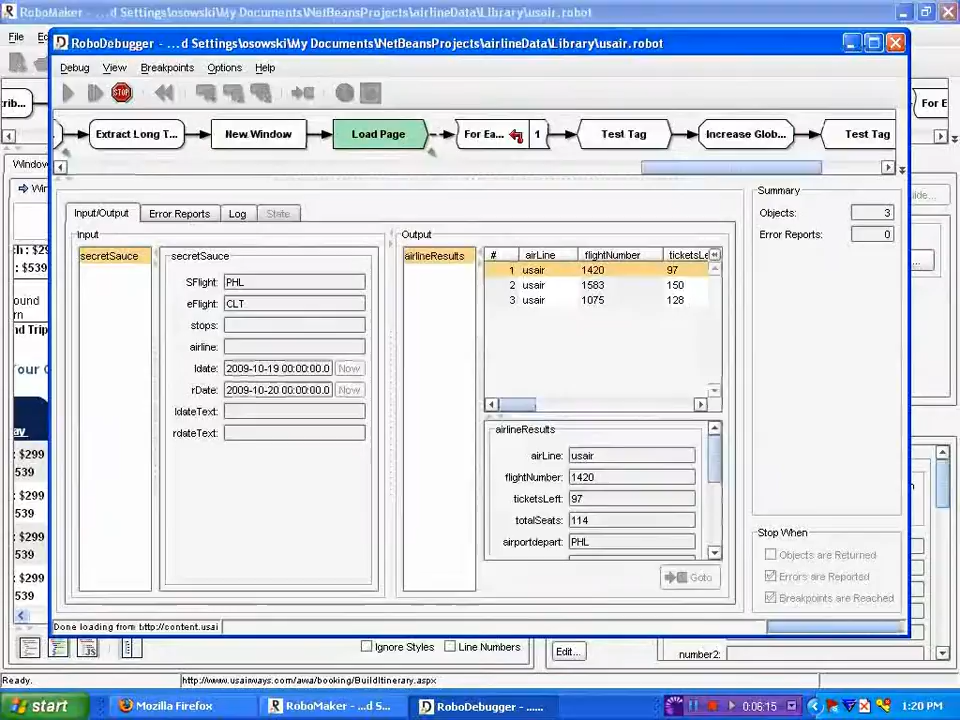 RoboMaker - ...d Settings\osowski\My Documents\NetBeansProjects\airlineData\Library\usair.robot
RoboDebugger - ...d Settings\osowski\My Documents\NetBeansProjects\airlineData\Library\usair.robot
File
Debug View Breakpoints Options Help
STOP
trib...
Extract Long T...
New Window
Load Page
For Ea...
1
Test Tag
Increase Glob...
Test Tag
For E
Window
Input/Output
Error Reports
Log
State
Summary
Objects: 3
Error Reports: 0
Input
secretSauce
secretSauce
SFlight: PHL
eFlight: CLT
stops:
airline:
ldate: 2009-10-19 00:00:00.0 Now
rDate: 2009-10-20 00:00:00.0 Now
ldateText:
rdateText:
Output
airlineResults
# airLine flightNumber ticketsLe
1 usair 1420 97
2 usair 1583 150
3 usair 1075 128
airlineResults
airLine: usair
flightNumber: 1420
ticketsLeft: 97
totalSeats: 114
airportdepart: PHL
Goto
Stop When
Objects are Returned
Errors are Reported
Breakpoints are Reached
: $539
ound
rn
nd Trip
Your C
ay
: $299
539
: $299
539
: $299
539
: $299
539
Done loading from http://content.usai
Ignore Styles
Line Numbers
Edit...
number2:
Ready.
http://www.usairways.com/awa/booking/BuildItinerary.aspx
start
Mozilla Firefox
RoboMaker - ...d S...
RoboDebugger - ......
0:06:15
1:20 PM